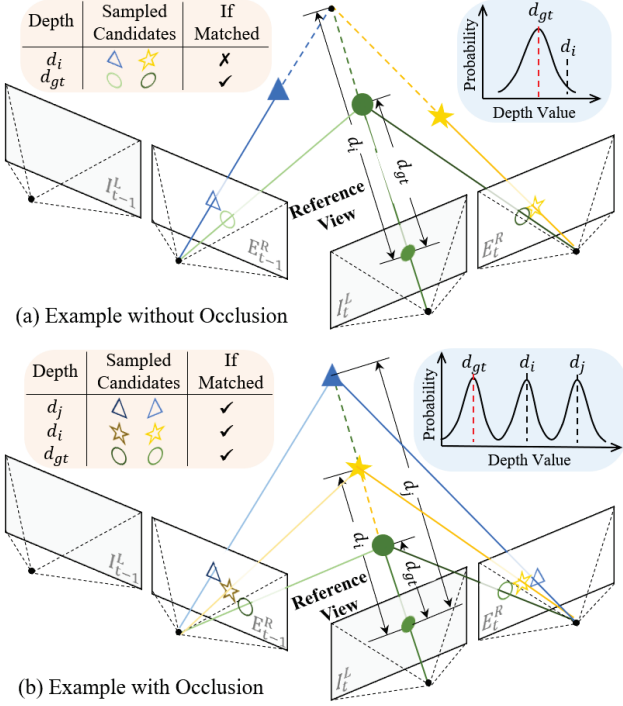 Depth Sampled Candidates If Matched
d_i ✗
d_gt ✓
d_gt
d_i
Probability
Depth Value
d_i
d_gt
Reference View
I_{t-1}^L
E_{t-1}^R
I_t^L
E_t^R
(a) Example without Occlusion
Depth Sampled Candidates If Matched
d_j ✓
d_i ✓
d_gt ✓
d_gt d_i d_j
Probability
Depth Value
d_j
d_i
d_gt
Reference View
I_{t-1}^L
E_{t-1}^R
I_t^L
E_t^R
(b) Example with Occlusion